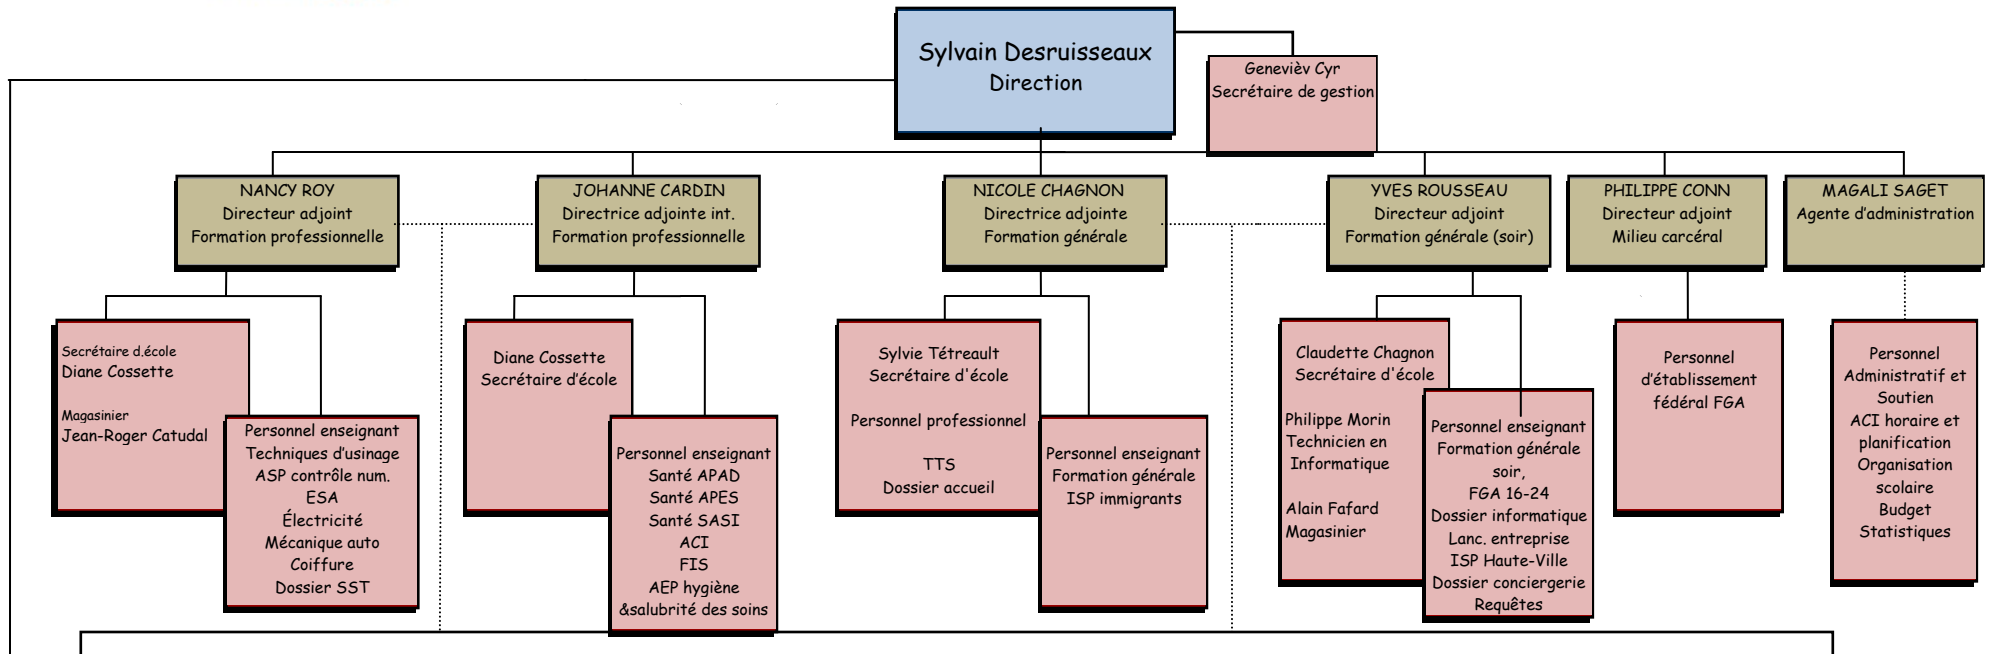 Sylvain Desruisseaux
Direction
Genevièv Cyr
Secrétaire de gestion
NANCY ROY
Directeur adjoint
Formation professionnelle
JOHANNE CARDIN
Directrice adjointe int.
Formation professionnelle
NICOLE CHAGNON
Directrice adjointe
Formation générale
YVES ROUSSEAU
Directeur adjoint
Formation générale (soir)
PHILIPPE CONN
Directeur adjoint
Milieu carcéral
MAGALI SAGET
Agente d'administration
Secrétaire d.école
Diane Cossette
Magasinier
Jean-Roger Catudal
Personnel enseignant
Techniques d'usinage
ASP contrôle num.
ESA
Électricité
Mécanique auto
Coiffure
Dossier SST
Diane Cossette
Secrétaire d'école
Personnel enseignant
Santé APAD
Santé APES
Santé SASI
ACI
FIS
AEP hygiène
&salubrité des soins
Sylvie Tétreault
Secrétaire d'école
Personnel professionnel
TTS
Dossier accueil
Personnel enseignant
Formation générale
ISP immigrants
Claudette Chagnon
Secrétaire d'école
Philippe Morin
Technicien en
Informatique
Alain Fafard
Magasinier
Personnel enseignant
Formation générale
soir,
FGA 16-24
Dossier informatique
Lanc. entreprise
ISP Haute-Ville
Dossier conciergerie
Requêtes
Personnel
d'établissement
fédéral FGA
Personnel
Administratif et
Soutien
ACI horaire et
planification
Organisation
scolaire
Budget
Statistiques